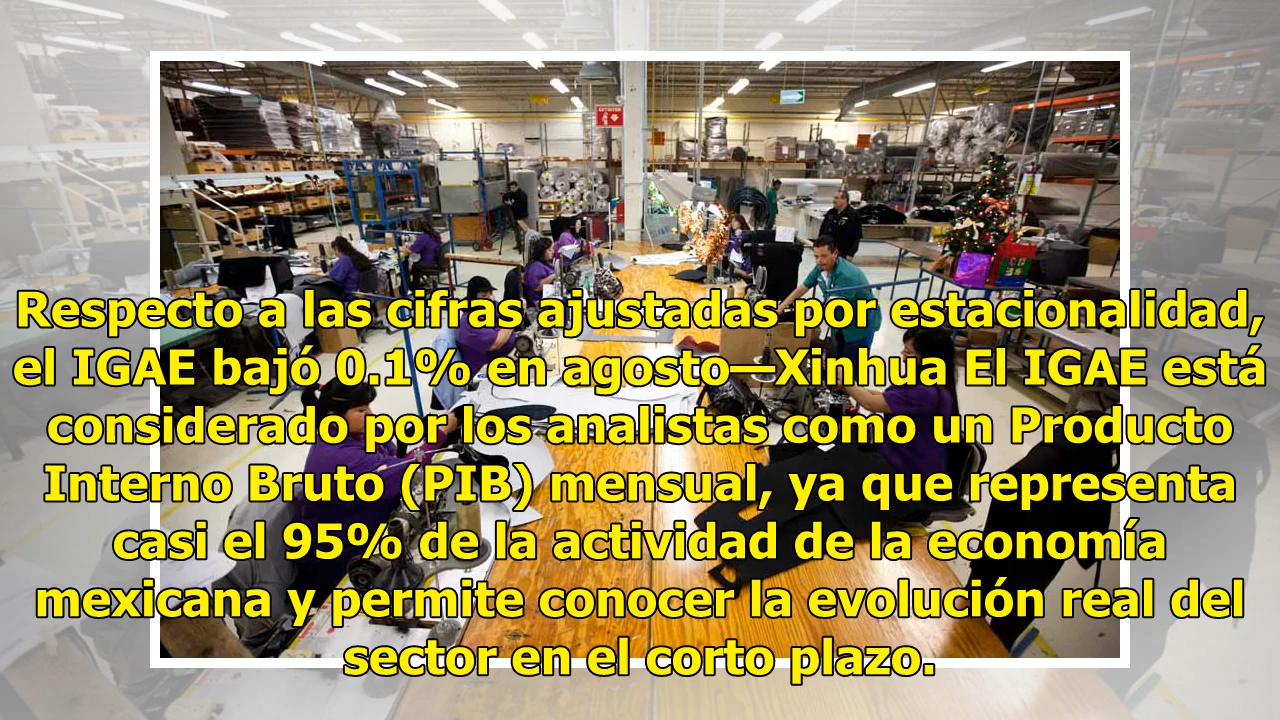 Respecto a las cifras ajustadas por estacionalidad,
el IGAE bajó 0.1% en agosto—Xinhua El IGAE está
considerado por los analistas como un Producto
Interno Bruto (PIB) mensual, ya que representa
casi el 95% de la actividad de la economía
mexicana y permite conocer la evolución real del
sector en el corto plazo.